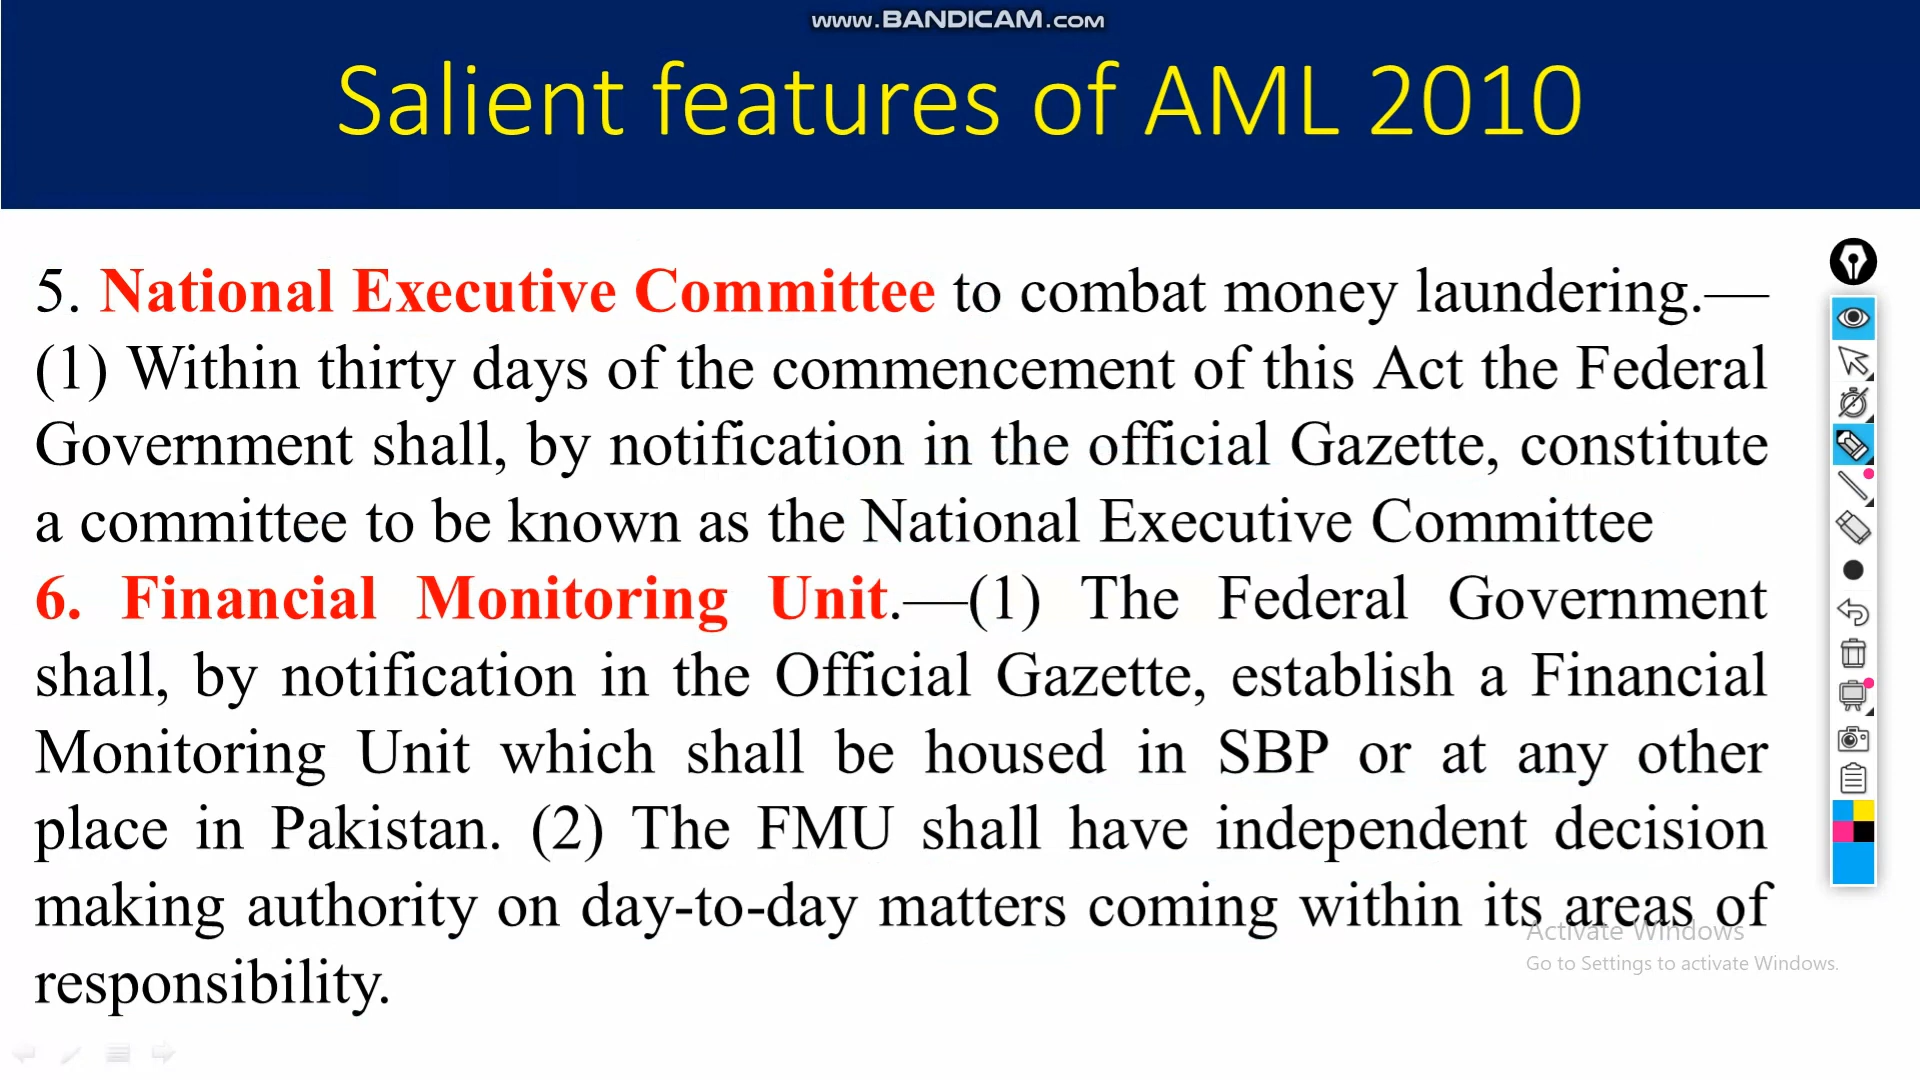 www.BANDICAM.com
Salient features of AML 2010
5. National Executive Committee to combat money laundering.—
(1) Within thirty days of the commencement of this Act the Federal
Government shall, by notification in the official Gazette, constitute
a committee to be known as the National Executive Committee
6. Financial Monitoring Unit.—(1) The Federal Government
shall, by notification in the Official Gazette, establish a Financial
Monitoring Unit which shall be housed in SBP or at any other
place in Pakistan. (2) The FMU shall have independent decision
making authority on day-to-day matters coming within its areas of
responsibility.
Activate Windows
Go to Settings to activate Windows.